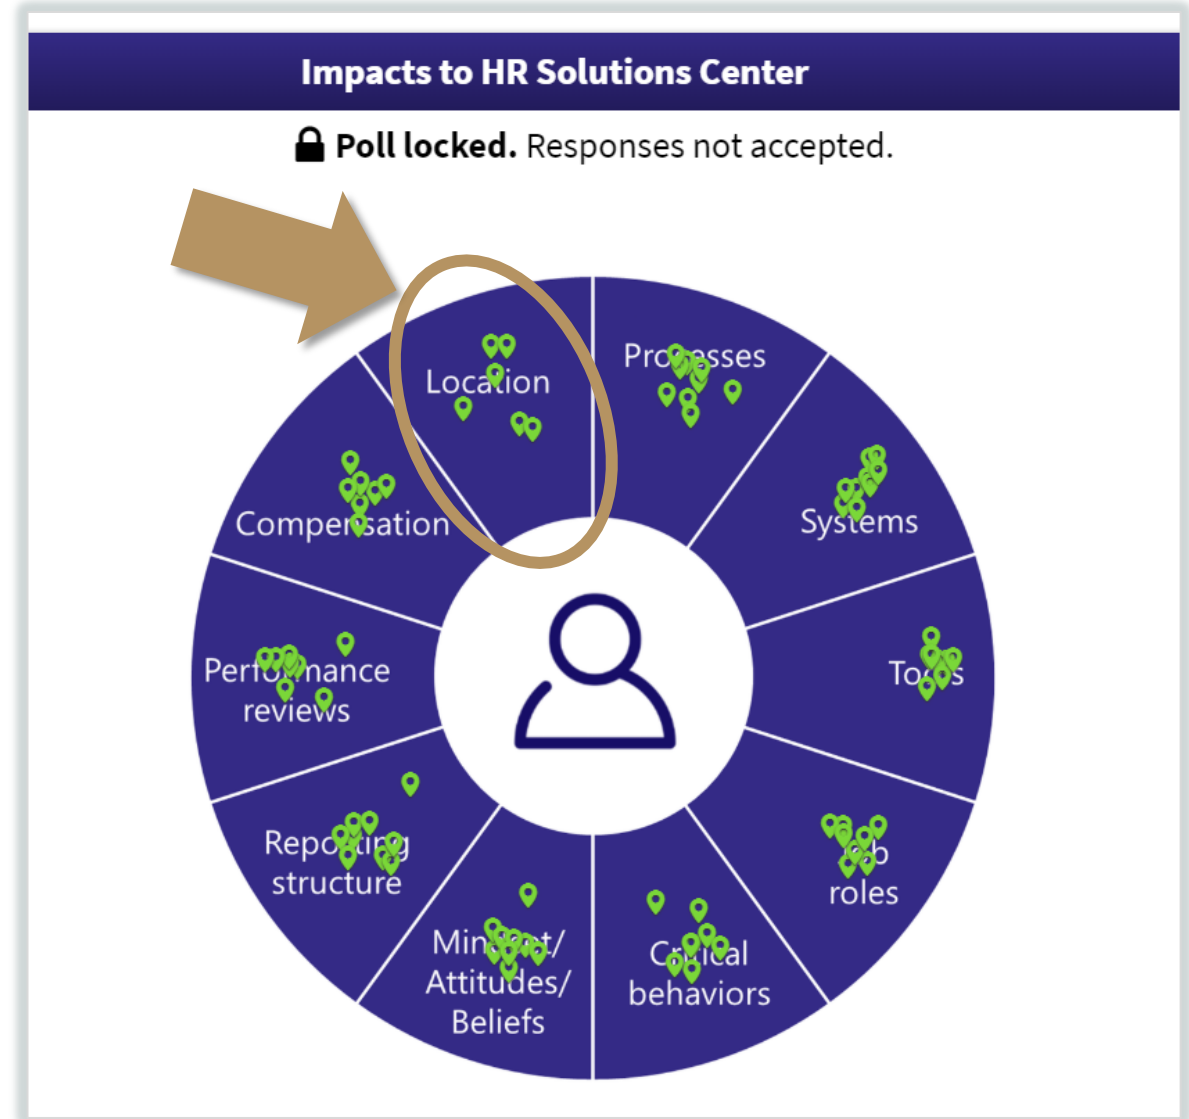 Impacts to HR Solutions Center
Poll locked. Responses not accepted.
Location
Processes
Compensation
Systems
Performance
reviews
Tools
Reporting
structure
Job
roles
Mindset/
Attitudes/
Beliefs
Critical
behaviors